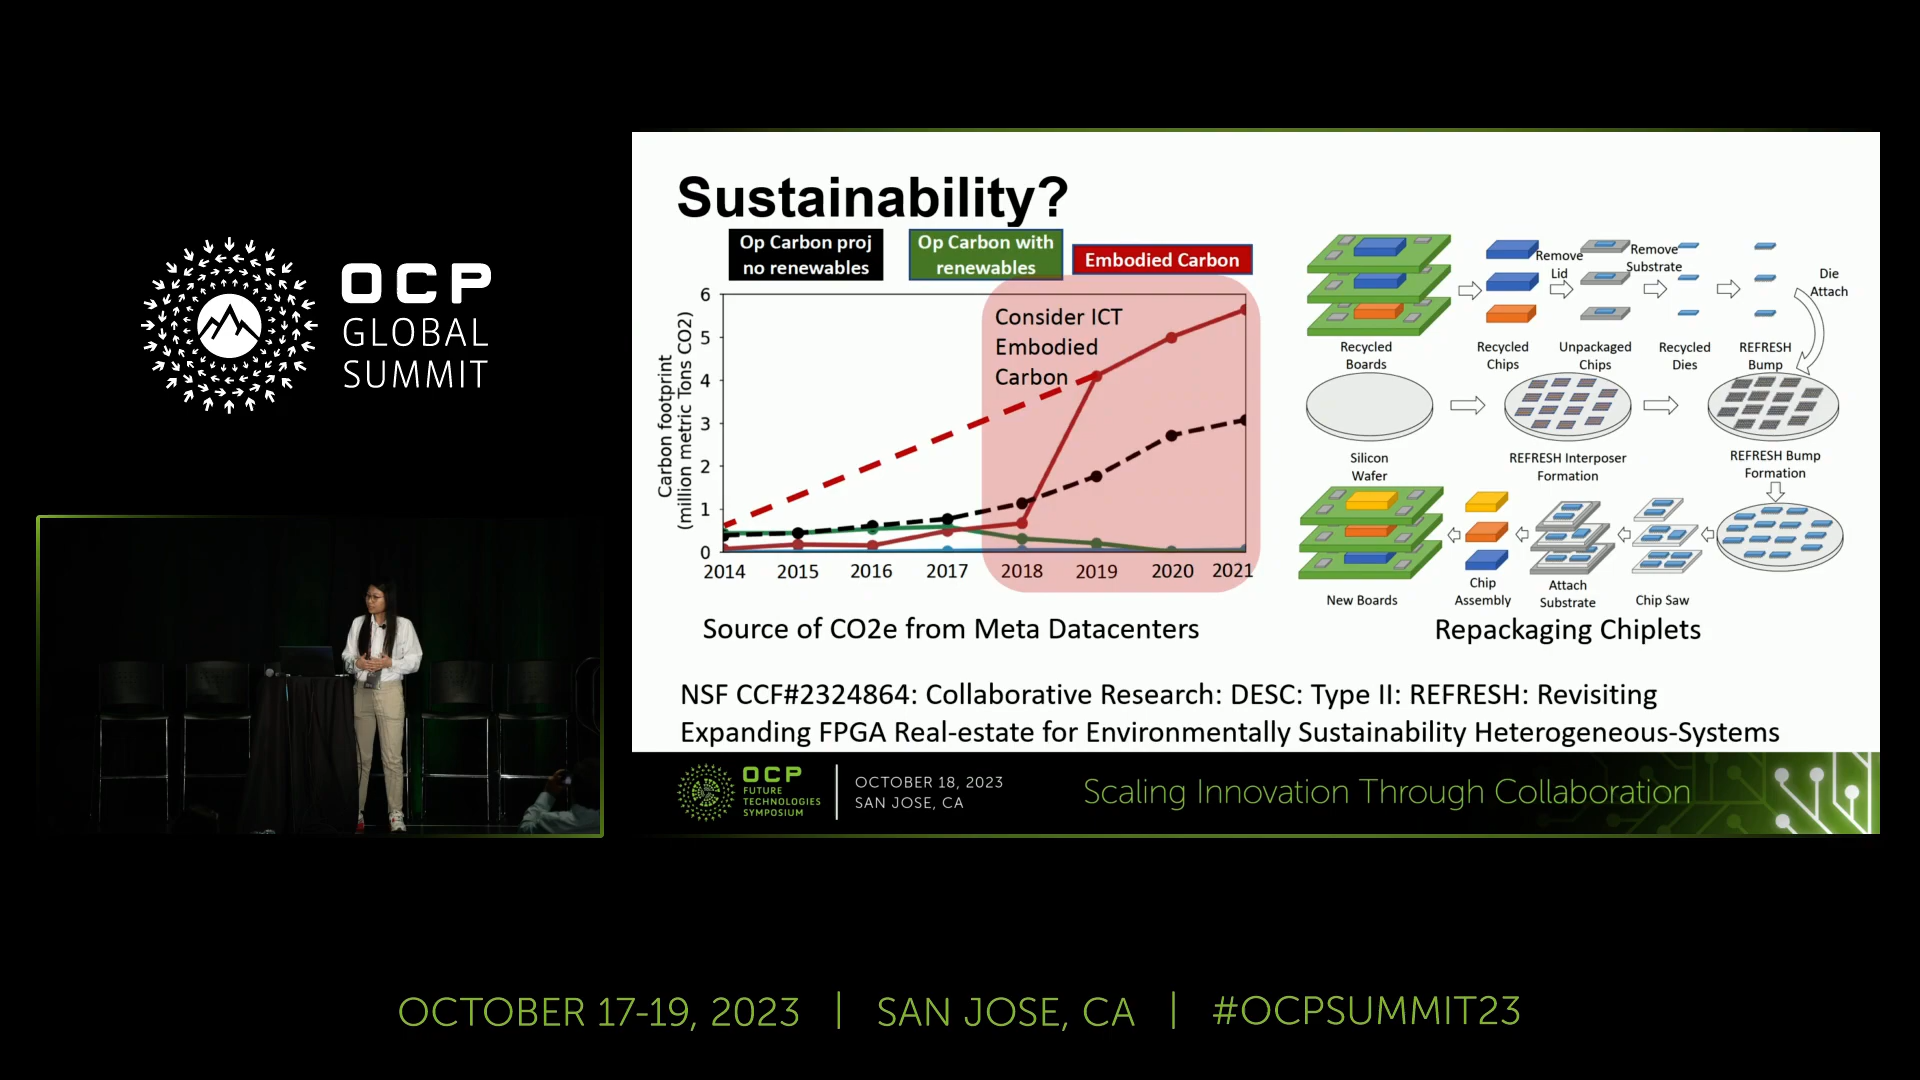 OCP
GLOBAL
SUMMIT
Sustainability?
Op Carbon proj
no renewables
Op Carbon with
renewables
Embodied Carbon
Carbon footprint
(million metric Tons CO2)
6
5
4
3
2
1
0
Consider ICT
Embodied
Carbon
2014 2015 2016 2017 2018 2019 2020 2021
Source of CO2e from Meta Datacenters
Remove
Lid
Remove
Substrate
Die
Attach
Recycled
Boards
Recycled
Chips
Unpackaged
Chips
Recycled
Dies
REFRESH
Bump
Silicon
Wafer
REFRESH Interposer
Formation
REFRESH Bump
Formation
New Boards
Chip
Assembly
Attach
Substrate
Chip Saw
Repackaging Chiplets
NSF CCF#2324864: Collaborative Research: DESC: Type II: REFRESH: Revisiting
Expanding FPGA Real-estate for Environmentally Sustainability Heterogeneous-Systems
OCP
FUTURE
TECHNOLOGIES
SYMPOSIUM
OCTOBER 18, 2023
SAN JOSE, CA
Scaling Innovation Through Collaboration
OCTOBER 17-19, 2023 | SAN JOSE, CA | #OCPSUMMIT23